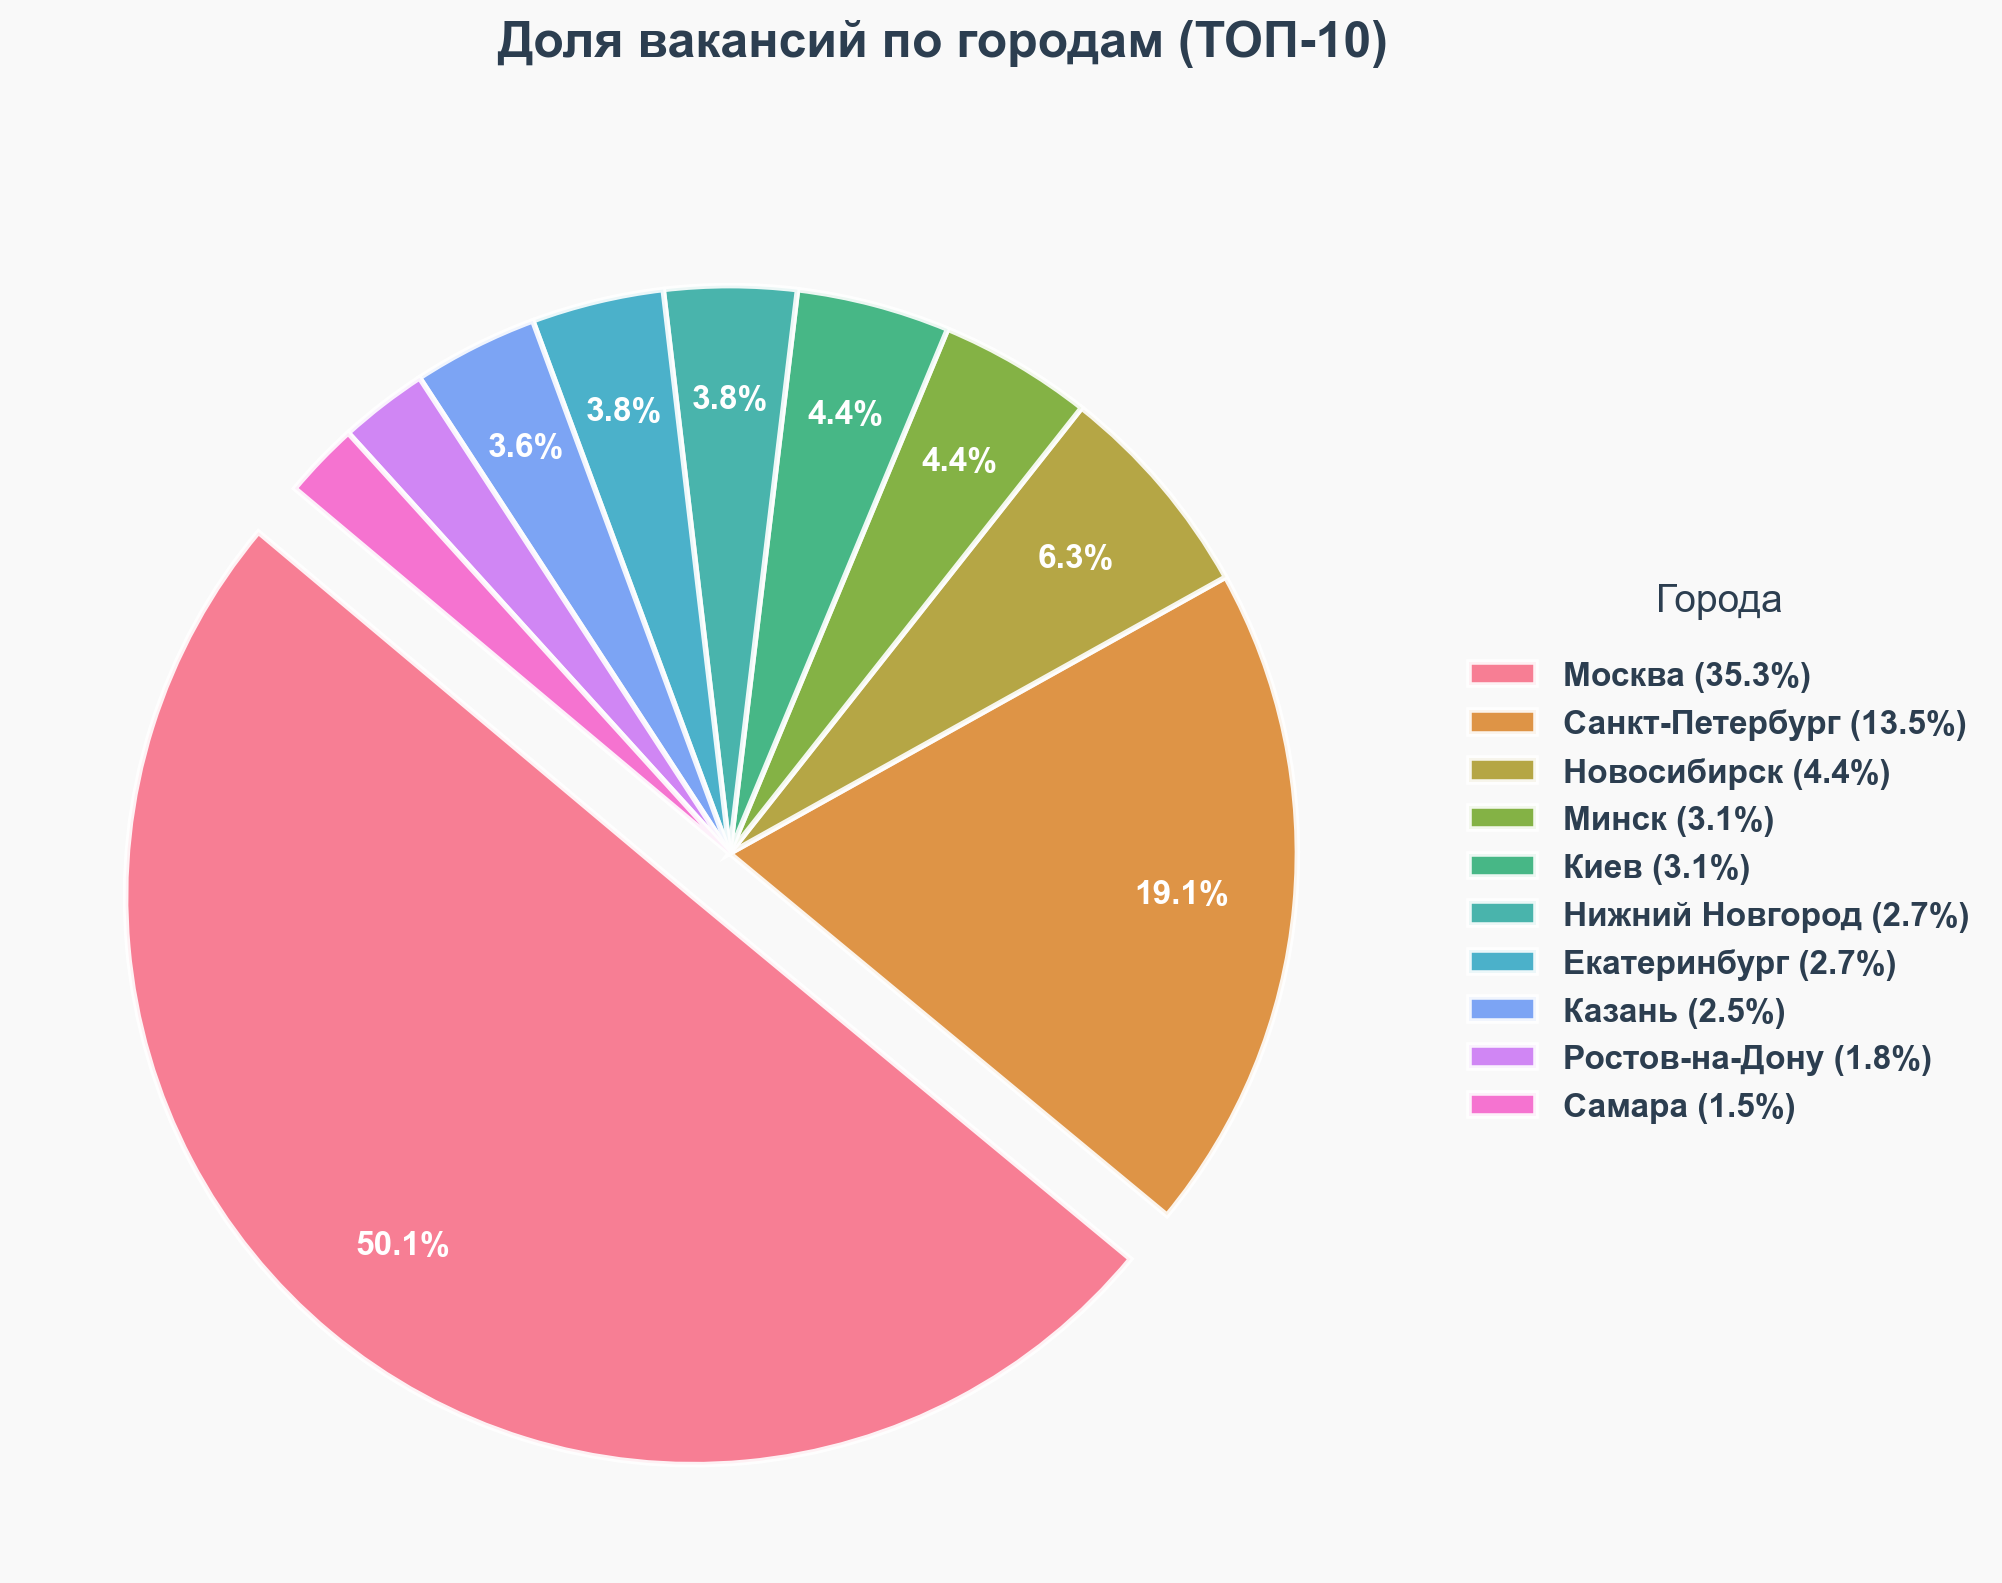 Доля вакансий по городам (ТОП-10)
3.6%
3.8%
3.8%
4.4%
4.4%
6.3%
19.1%
50.1%
Города
Москва (35.3%)
Санкт-Петербург (13.5%)
Новосибирск (4.4%)
Минск (3.1%)
Киев (3.1%)
Нижний Новгород (2.7%)
Екатеринбург (2.7%)
Казань (2.5%)
Ростов-на-Дону (1.8%)
Самара (1.5%)